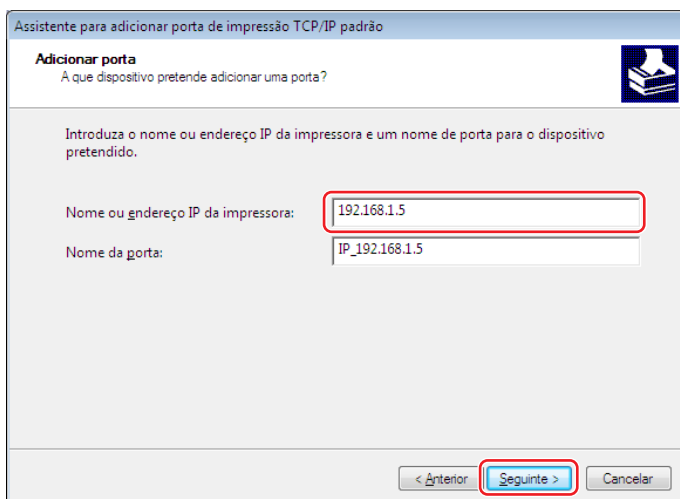 Assistente para adicionar porta de impressão TCP/IP padrão
Adicionar porta
A que dispositivo pretende adicionar uma porta?
Introduza o nome ou endereço IP da impressora e um nome de porta para o dispositivo
pretendido.
Nome ou endereço IP da impressora: 192.168.1.5
Nome da porta: IP_192.168.1.5
< Anterior Seguinte > Cancelar